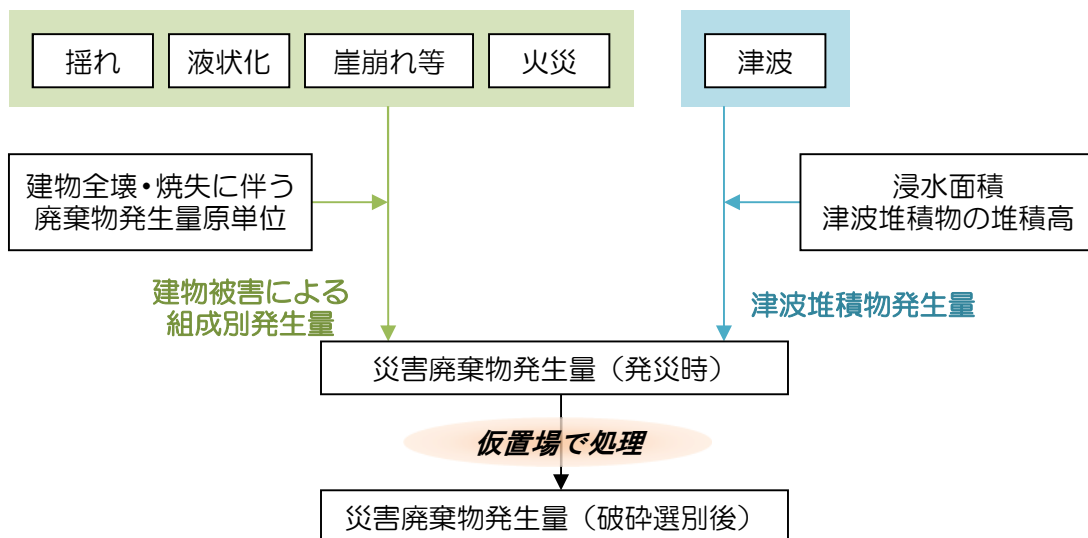 揺れ
液状化
崖崩れ等
火災
津波
建物全壊・焼失に伴う
廃棄物発生量原単位
浸水面積
津波堆積物の堆積高
建物被害による
組成別発生量
津波堆積物発生量
災害廃棄物発生量（発災時）
仮置場で処理
災害廃棄物発生量（破砕選別後）